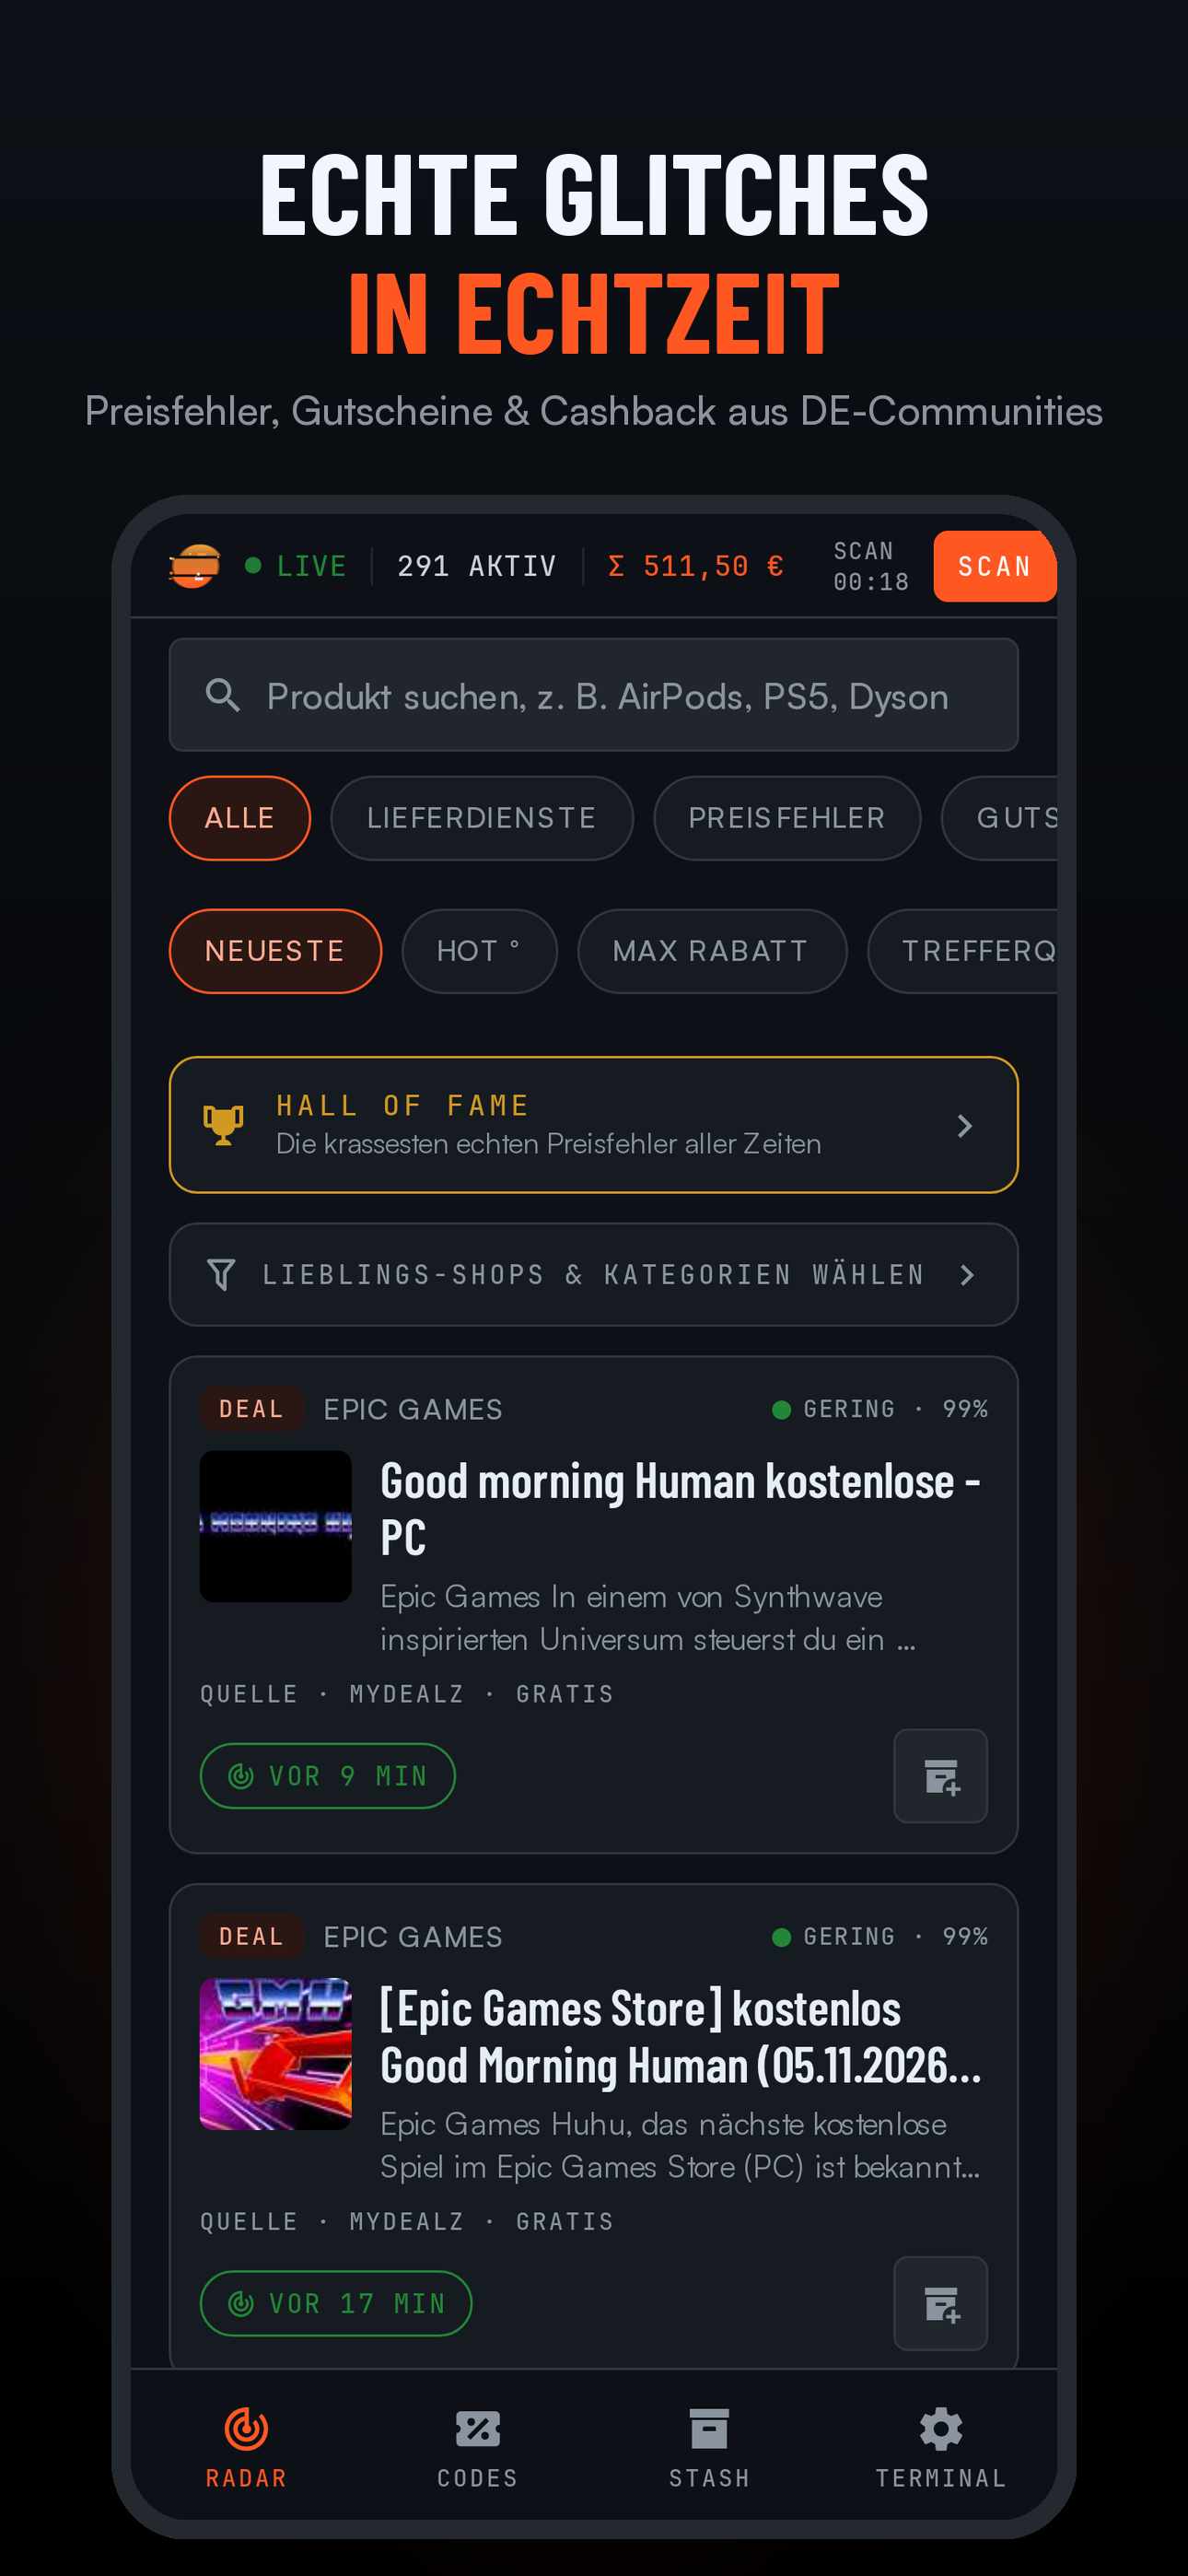 ECHTE GLITCHES
IN ECHTZEIT
Preisfehler, Gutscheine & Cashback aus DE-Communities
LIVE 291 AKTIV Σ 511,50 € SCAN 00:18 SCAN
Produkt suchen, z. B. AirPods, PS5, Dyson
ALLE LIEFERDIENSTE PREISFEHLER GUTS
NEUESTE HOT ° MAX RABATT TREFFERQ
HALL OF FAME
Die krassesten echten Preisfehler aller Zeiten
LIEBLINGS-SHOPS & KATEGORIEN WÄHLEN
DEAL EPIC GAMES GERING · 99%
Good morning Human kostenlose -
PC
Epic Games In einem von Synthwave
inspirierten Universum steuerst du ein ...
QUELLE · MYDEALZ · GRATIS
VOR 9 MIN
DEAL EPIC GAMES GERING · 99%
GMH
[Epic Games Store] kostenlos
Good Morning Human (05.11.2026...
Epic Games Huhu, das nächste kostenlose
Spiel im Epic Games Store (PC) ist bekannt...
QUELLE · MYDEALZ · GRATIS
VOR 17 MIN
RADAR CODES STASH TERMINAL